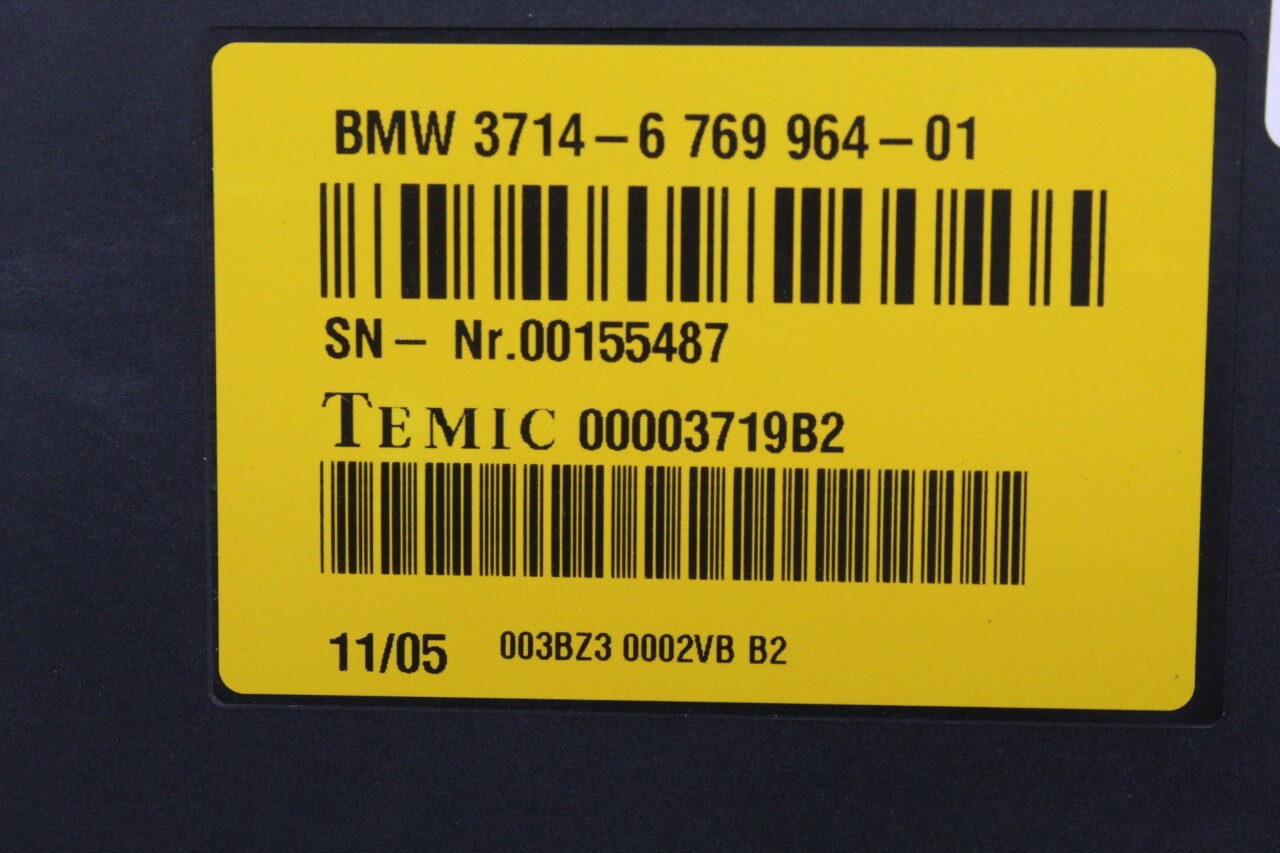 BMW 3714-6 769 964-01
SN- Nr.00155487
TEMIC 00003719B2
11/05 003BZ3 0002VB B2